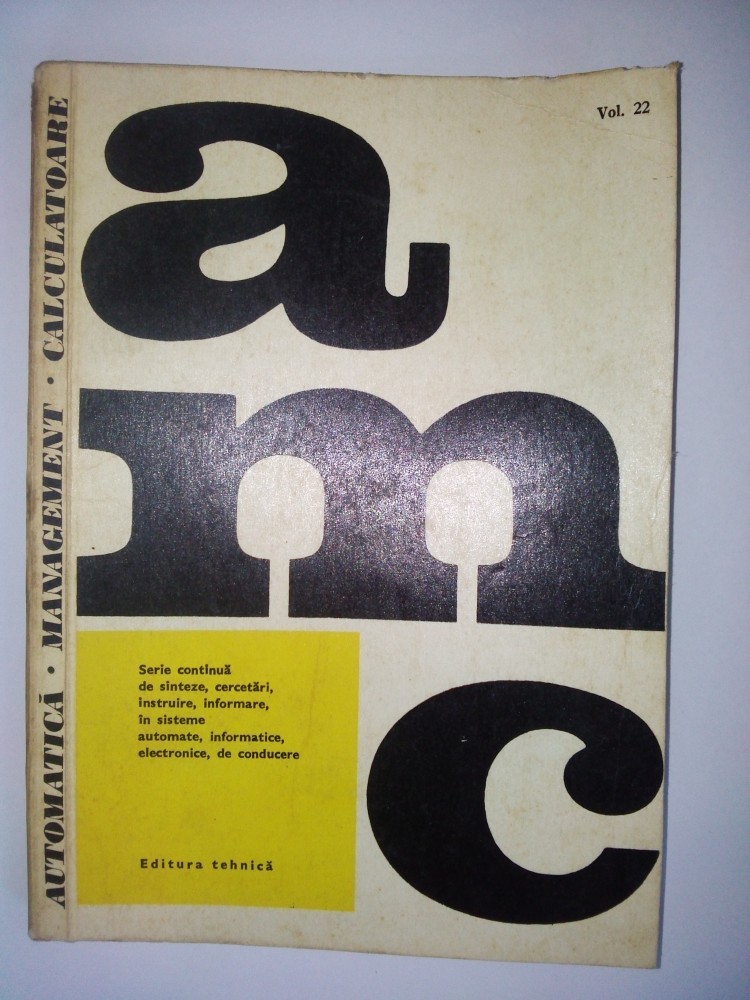 Vol. 22
a
m
c
AUTOMATICĂ • MANAGEMENT • CALCULATOARE
Serie continuă
de sinteze, cercetări,
instruire, informare,
în sisteme
automate, informatice,
electronice, de conducere
Editura tehnică